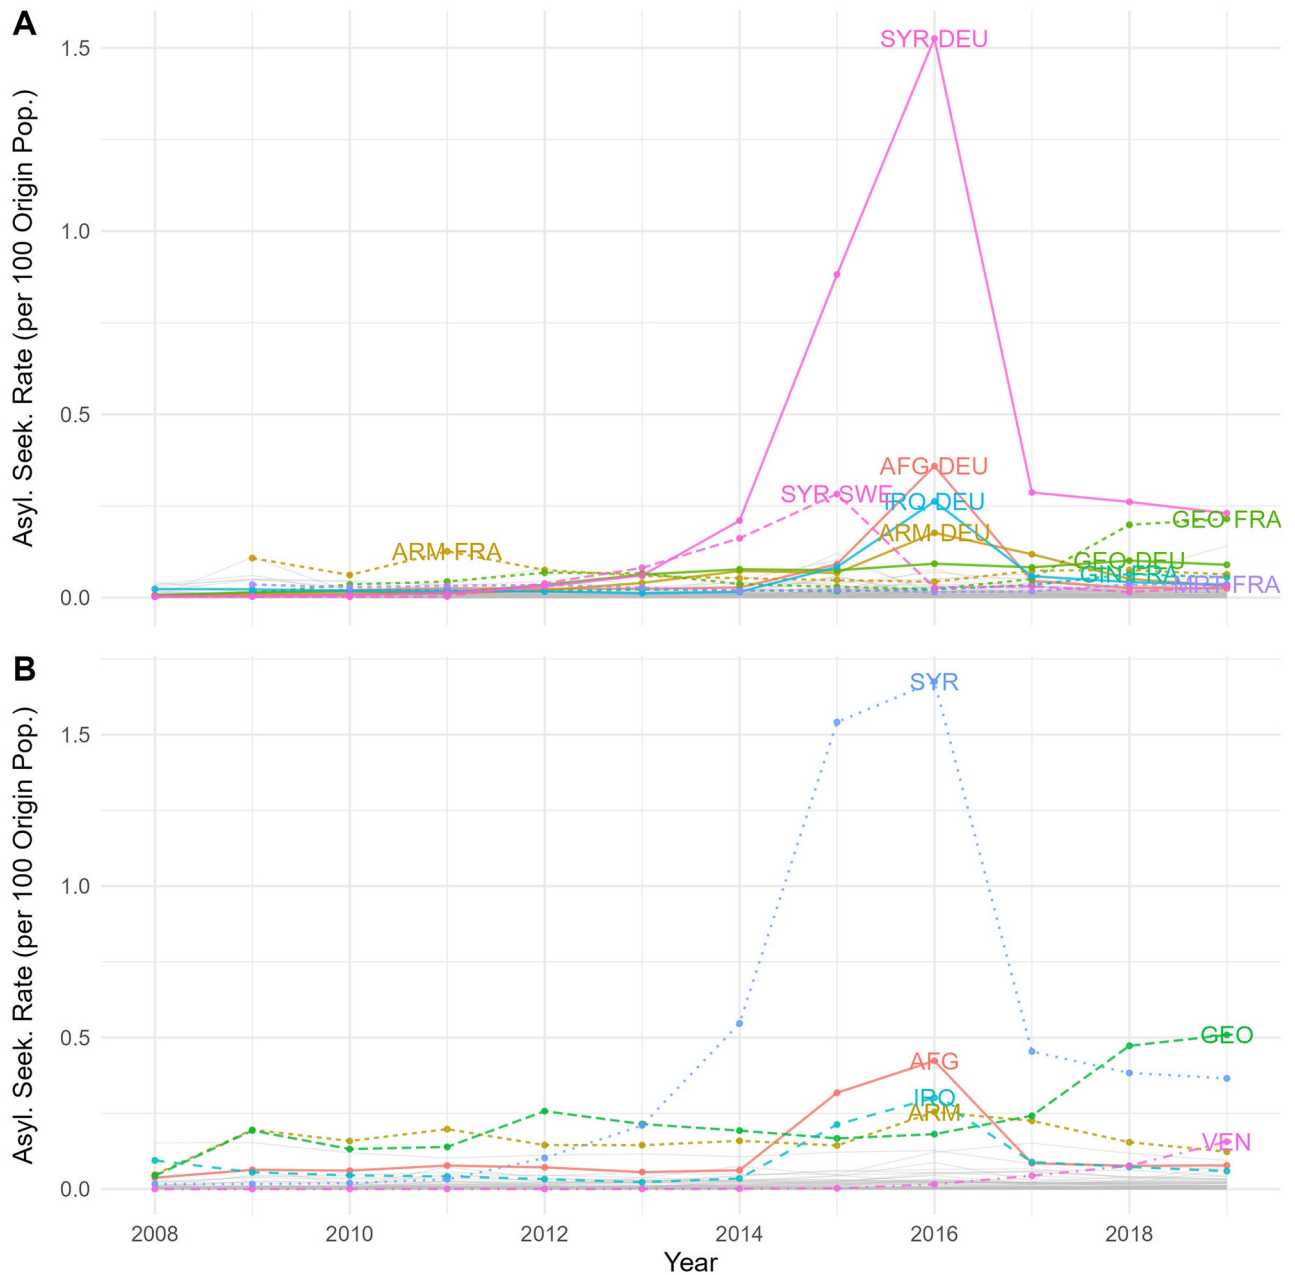 A
Asyl. Seek. Rate (per 100 Origin Pop.)
1.5
1.0
0.5
0.0
SYR-DEU
AFG-DEU
SYR-SWE
IRQ-DEU
ARM-DEU
ARM-FRA
GEO-FRA
GEO-DEU
GIN-FRA
MRT-FRA
B
Asyl. Seek. Rate (per 100 Origin Pop.)
1.5
1.0
0.5
0.0
SYR
GEO
AFG
IRQ
ARM
VEN
2008 2010 2012 2014 2016 2018
Year